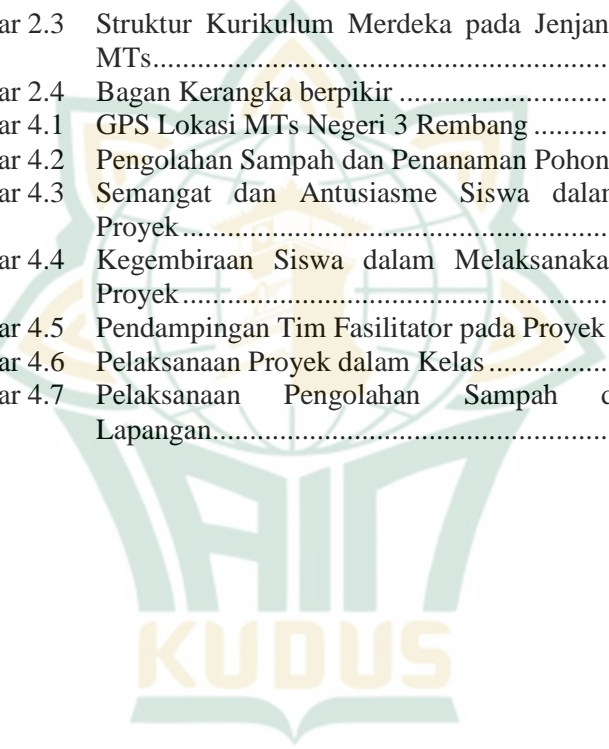 ar 2.3 Struktur Kurikulum Merdeka pada Jenjan
MTs.......................................................
ar 2.4 Bagan Kerangka berpikir ............................
ar 4.1 GPS Lokasi MTs Negeri 3 Rembang ..........
ar 4.2 Pengolahan Sampah dan Penanaman Pohon
ar 4.3 Semangat dan Antusiasme Siswa dalam
Proyek....................................................
ar 4.4 Kegembiraan Siswa dalam Melaksanaka
Proyek....................................................
ar 4.5 Pendampingan Tim Fasilitator pada Proyek
ar 4.6 Pelaksanaan Proyek dalam Kelas................
ar 4.7 Pelaksanaan Pengolahan Sampah d
Lapangan................................................
IAIN
KUDUS